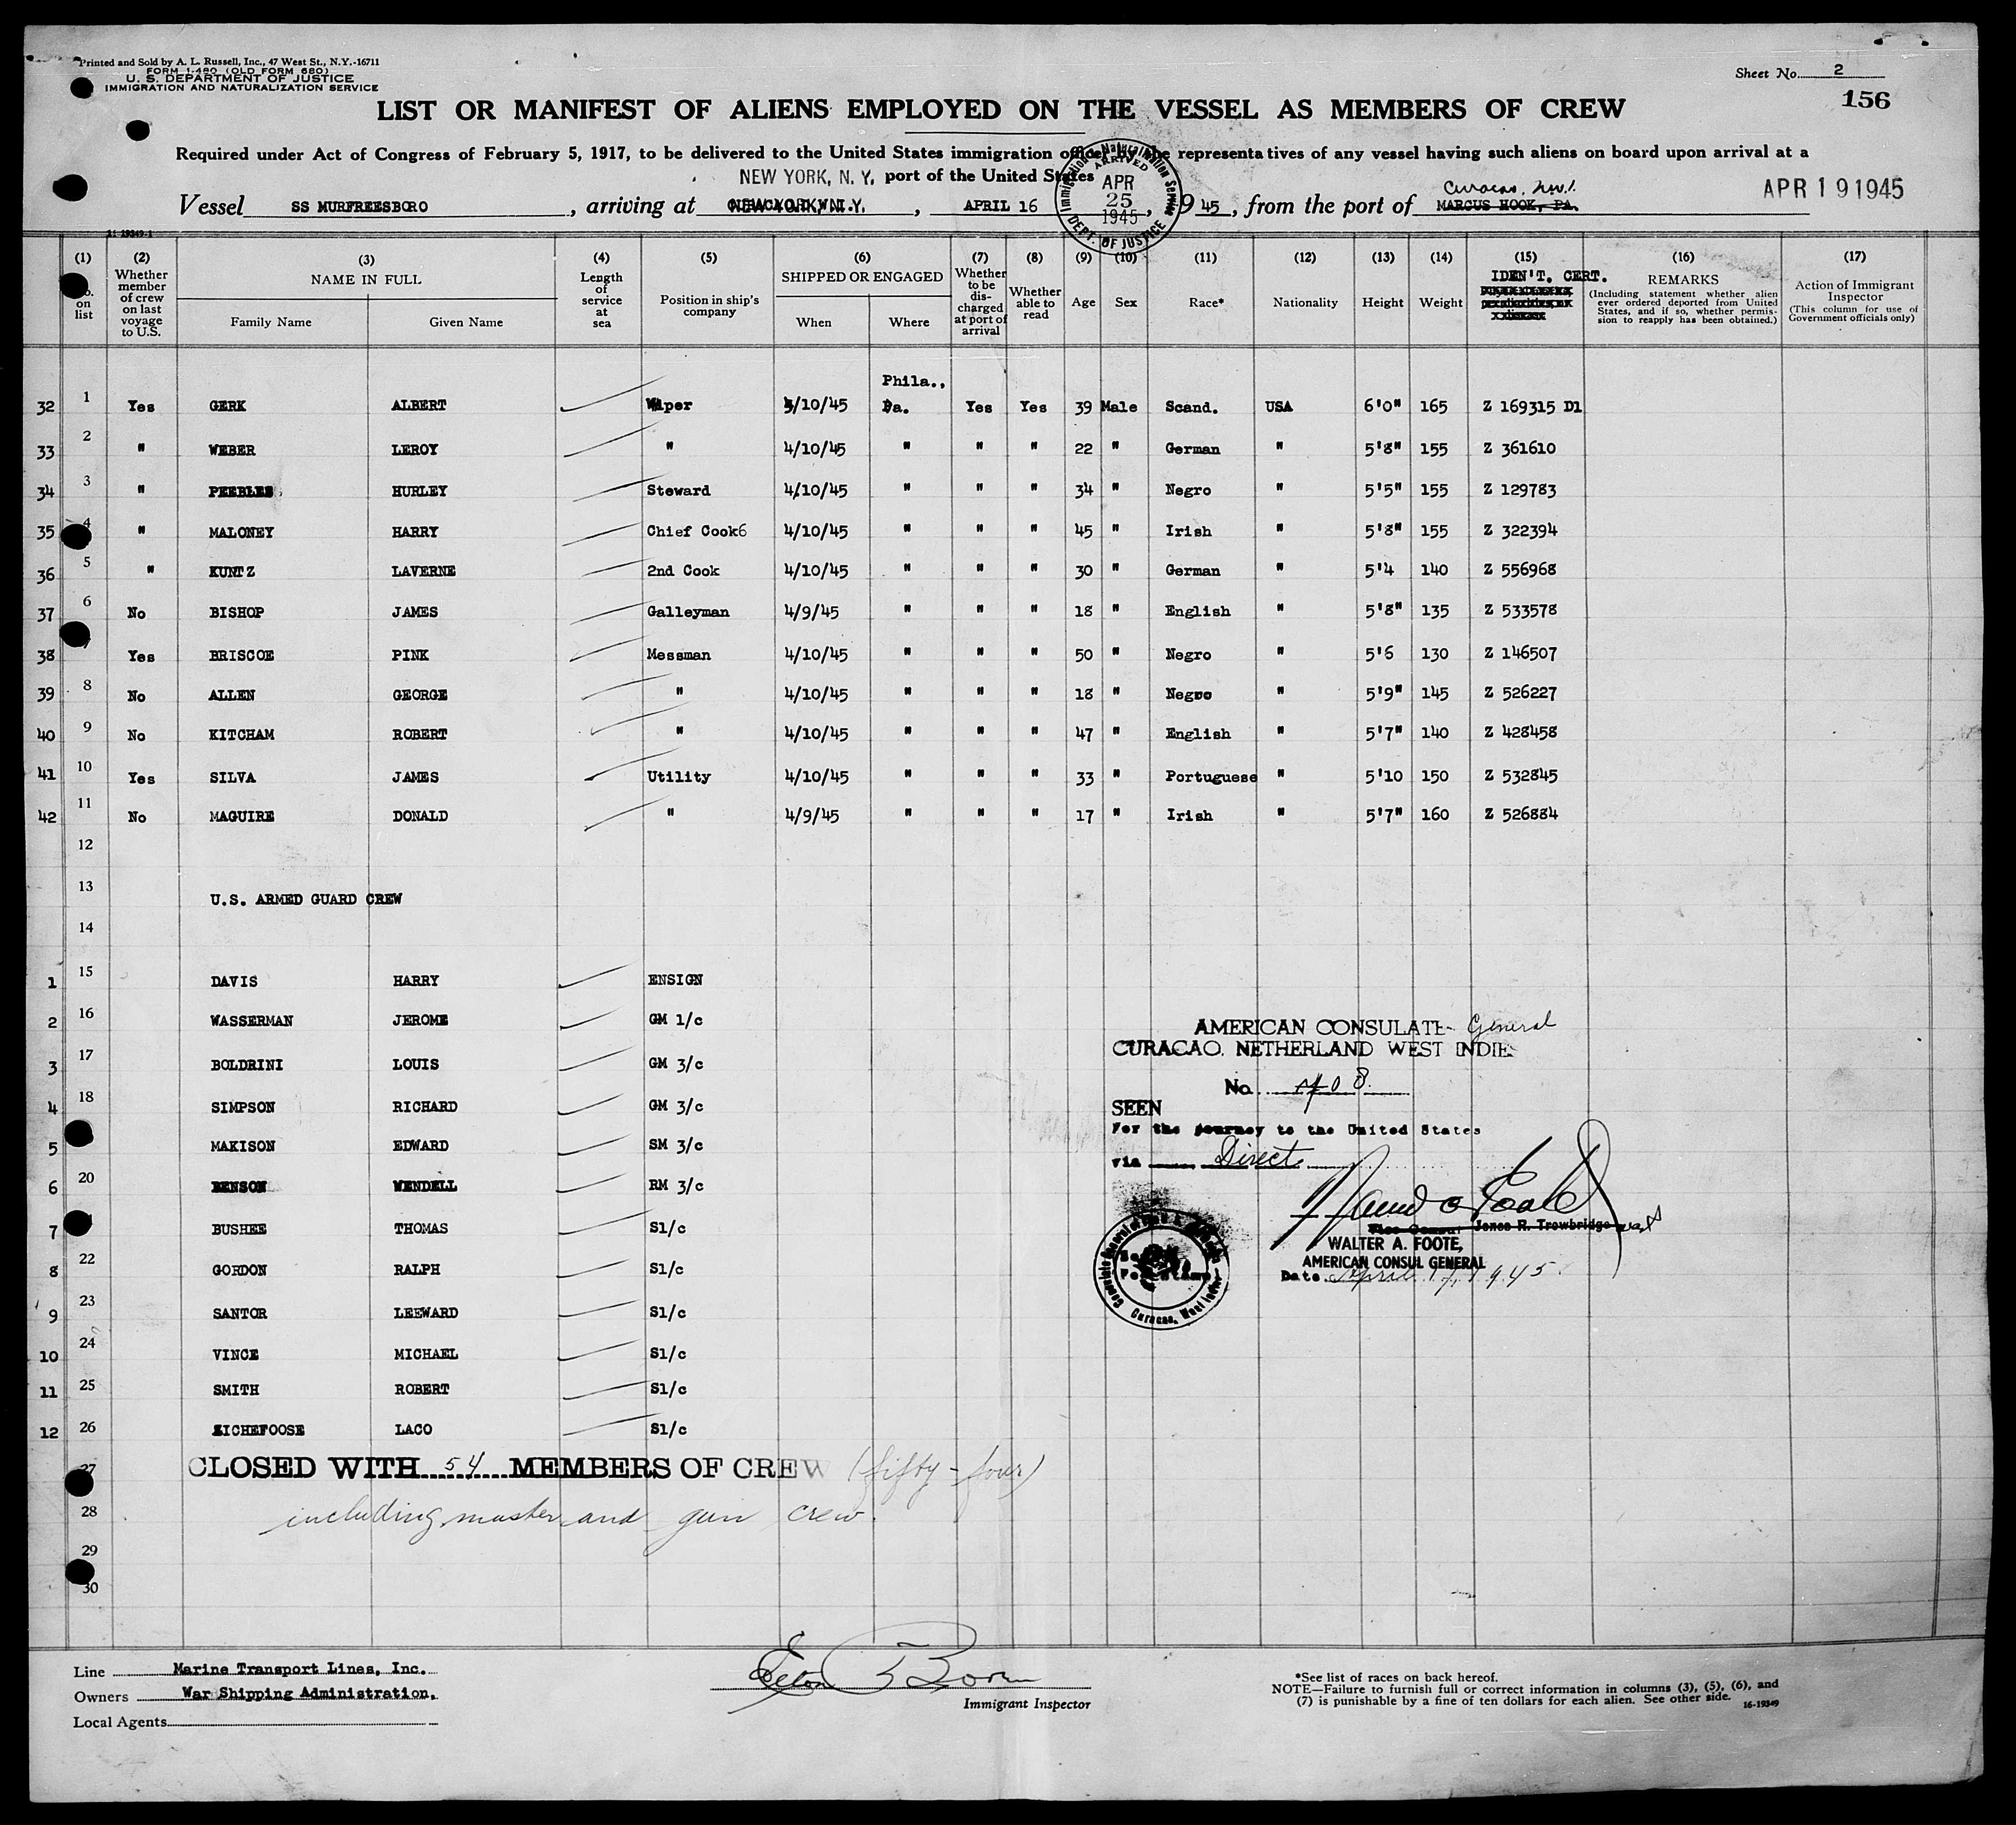 Printed and Sold by A. L. Russell, Inc., 47 West St., N.Y.-16711
FORM I-480 (OLD FORM 680)
U. S. DEPARTMENT OF JUSTICE
IMMIGRATION AND NATURALIZATION SERVICE
Sheet No. 2
156
LIST OR MANIFEST OF ALIENS EMPLOYED ON THE VESSEL AS MEMBERS OF CREW
Required under Act of Congress of February 5, 1917, to be delivered to the United States immigration officer by the representatives of any vessel having such aliens on board upon arrival at a
NEW YORK, N. Y. port of the United States
Immigration & Naturalization Service
ARRIVED
APR
25
1945
DEPT. OF JUSTICE
Curacao, N.W.I.
APR 19 1945
Vessel SS MURFREESBORO, arriving at NEW YORK, N.Y., APRIL 16, 1945, from the port of MARCUS HOOK, PA.
(1) No. on list
(2) Whether member of crew on last voyage to U.S.
(3) NAME IN FULL Family Name Given Name
(4) Length of service at sea
(5) Position in ship's company
(6) SHIPPED OR ENGAGED When Where
(7) Whether to be discharged at port of arrival
(8) Whether able to read
(9) Age
(10) Sex
(11) Race*
(12) Nationality
(13) Height
(14) Weight
(15) IDEN'T. CERT.
(16) REMARKS (Including statement whether alien ever ordered deported from United States, and if so, whether permission to reapply has been obtained.)
(17) Action of Immigrant Inspector (This column for use of Government officials only)
Phila.,
32 1 Yes GERK ALBERT Wiper 4/10/45 Pa. Yes Yes 39 Male Scand. USA 6'0" 165 Z 169315 D1
33 2 " WEBER LEROY " 4/10/45 " " " 22 " German " 5'8" 155 Z 361610
34 3 " PEEBLES HURLEY Steward 4/10/45 " " " 34 " Negro " 5'5" 155 Z 129783
35 4 " MALONEY HARRY Chief Cook6 4/10/45 " " " 45 " Irish " 5'8" 155 Z 322394
36 5 " KUNTZ LAVERNE 2nd Cook 4/10/45 " " " 30 " German " 5'4 140 Z 556968
37 6 No BISHOP JAMES Galleyman 4/9/45 " " " 18 " English " 5'8" 135 Z 533578
38 7 Yes BRISCOE PINK Messman 4/10/45 " " " 50 " Negro " 5'6 130 Z 146507
39 8 No ALLEN GEORGE " 4/10/45 " " " 18 " Negro " 5'9" 145 Z 526227
40 9 No KITCHAM ROBERT " 4/10/45 " " " 47 " English " 5'7" 140 Z 428458
41 10 Yes SILVA JAMES Utility 4/10/45 " " " 33 " Portuguese " 5'10 150 Z 532845
42 11 No MAGUIRE DONALD " 4/9/45 " " " 17 " Irish " 5'7" 160 Z 526884
12
13 U.S. ARMED GUARD CREW
14
1 15 DAVIS HARRY ENSIGN
2 16 WASSERMAN JEROME GM 1/c
3 17 BOLDRINI LOUIS GM 3/c
4 18 SIMPSON RICHARD GM 3/c
5 MAKISON EDWARD SM 3/c
6 20 BENSON WENDELL RM 3/c
7 BUSHEE THOMAS S1/c
8 22 GORDON RALPH S1/c
9 23 SANTOR LEEWARD S1/c
10 24 VINCE MICHAEL S1/c
11 25 SMITH ROBERT S1/c
12 26 LACO S1/c
AMERICAN CONSULATE General
CURACAO, NETHERLAND WEST INDIES
No. 1408
SEEN
For the journey to the United States
via Direct
Vice Consul Jones R. Trowbridge
WALTER A. FOOTE,
AMERICAN CONSUL GENERAL
Date April 17, 1945
Curacao, West Indies
27 CLOSED WITH 54 MEMBERS OF CREW (fifty-four)
28 including master and gun crew.
29
30
Line Marine Transport Lines, Inc.
Owners War Shipping Administration,
Local Agents
Immigrant Inspector
*See list of races on back hereof.
NOTE—Failure to furnish full or correct information in columns (3), (5), (6), and
(7) is punishable by a fine of ten dollars for each alien. See other side. 16-19349